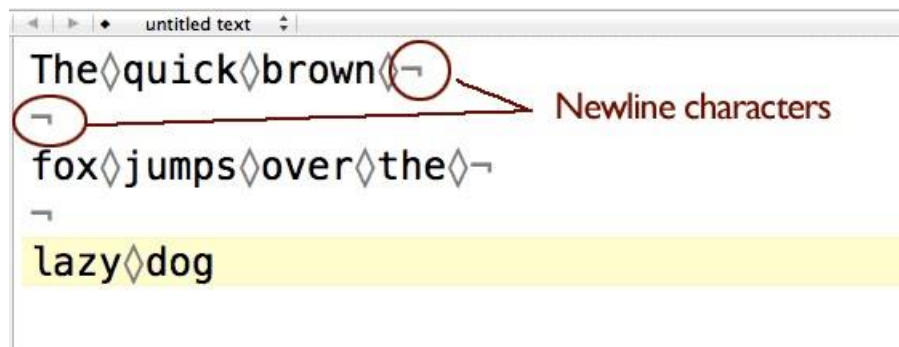 untitled text
The◊quick◊brown◊¬
Newline characters
¬
fox◊jumps◊over◊the◊¬
¬
lazy◊dog